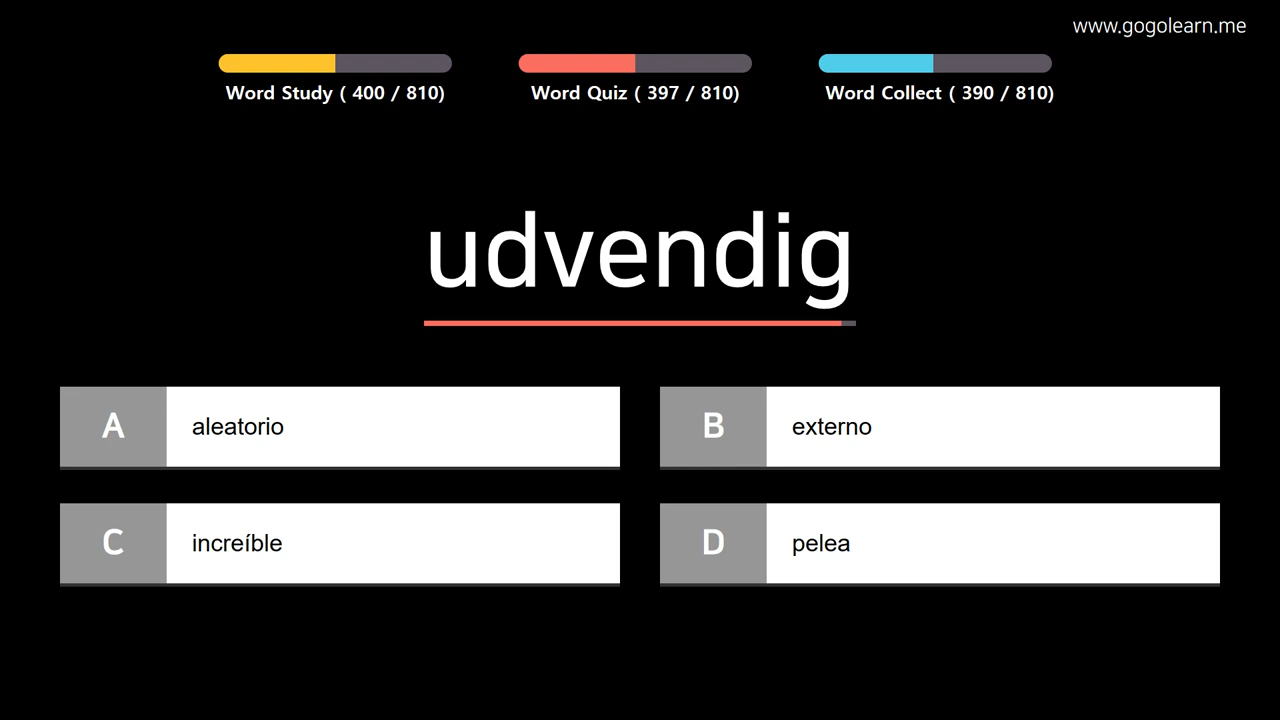 www.gogolearn.me
Word Study ( 400 / 810)
Word Quiz ( 397 / 810)
Word Collect ( 390 / 810)
udvendig
A aleatorio
B externo
C increíble
D pelea